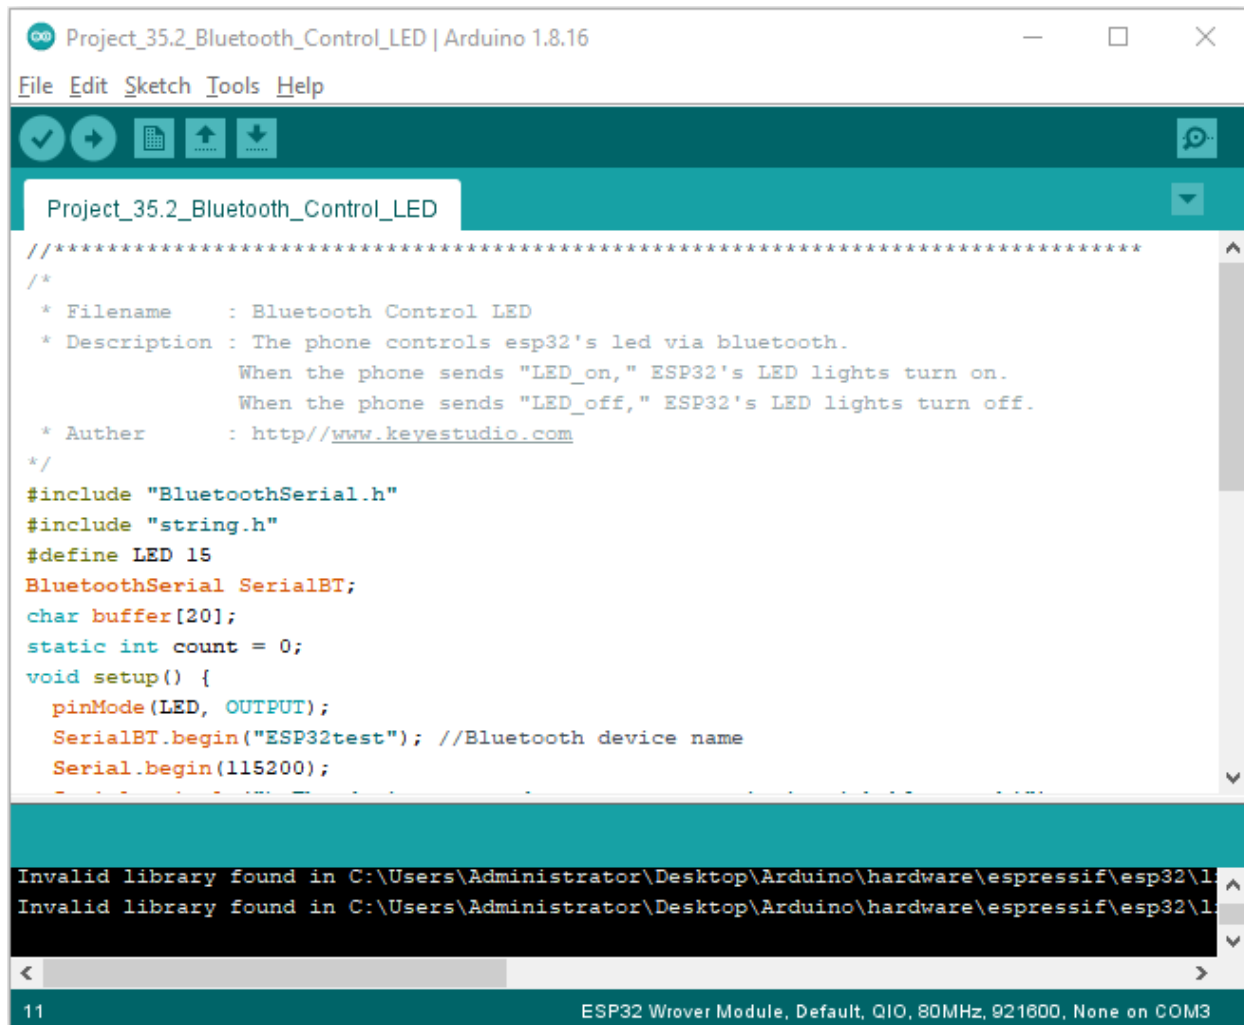 Project_35.2_Bluetooth_Control_LED | Arduino 1.8.16
File Edit Sketch Tools Help
Project_35.2_Bluetooth_Control_LED
//**********************************************************************************
/*
 * Filename    : Bluetooth Control LED
 * Description : The phone controls esp32's led via bluetooth.
                When the phone sends "LED_on," ESP32's LED lights turn on.
                When the phone sends "LED_off," ESP32's LED lights turn off.
 * Auther      : http//www.keyestudio.com
*/
#include "BluetoothSerial.h"
#include "string.h"
#define LED 15
BluetoothSerial SerialBT;
char buffer[20];
static int count = 0;
void setup() {
  pinMode(LED, OUTPUT);
  SerialBT.begin("ESP32test"); //Bluetooth device name
  Serial.begin(115200);
Invalid library found in C:\Users\Administrator\Desktop\Arduino\hardware\espressif\esp32\l
Invalid library found in C:\Users\Administrator\Desktop\Arduino\hardware\espressif\esp32\l
11 ESP32 Wrover Module, Default, QIO, 80MHz, 921600, None on COM3